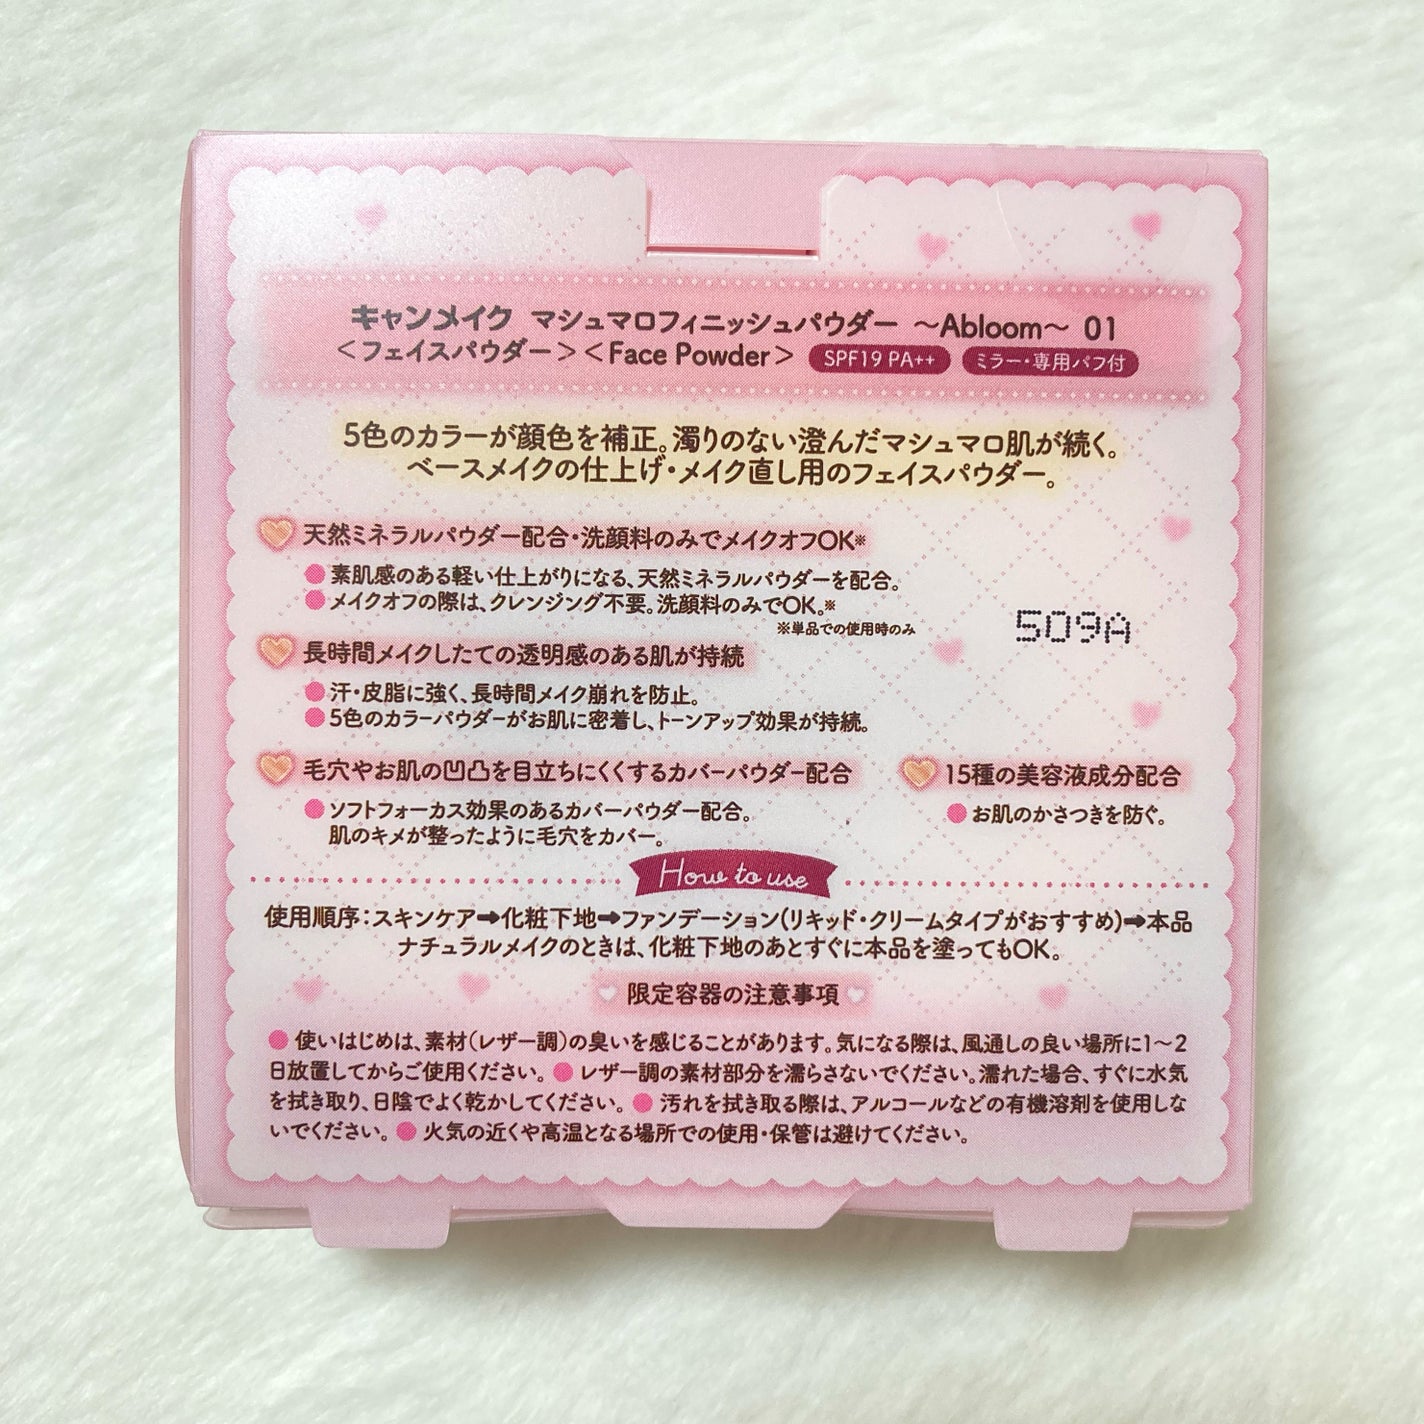 キャンメイク マシュマロフィニッシュパウダー ～Abloom～ 01
＜フェイスパウダー＞＜Face Powder＞ SPF19 PA++ ミラー・専用パフ付
5色のカラーが顔色を補正。濁りのない澄んだマシュマロ肌が続く。
ベースメイクの仕上げ・メイク直し用のフェイスパウダー。
天然ミネラルパウダー配合・洗顔料のみでメイクオフOK※
●素肌感のある軽い仕上がりになる、天然ミネラルパウダーを配合。
●メイクオフの際は、クレンジング不要。洗顔料のみでOK。※
※単品での使用時のみ
509A
長時間メイクしたての透明感のある肌が持続
●汗・皮脂に強く、長時間メイク崩れを防止。
●5色のカラーパウダーがお肌に密着し、トーンアップ効果が持続。
毛穴やお肌の凹凸を目立ちにくくするカバーパウダー配合
●ソフトフォーカス効果のあるカバーパウダー配合。
肌のキメが整ったように毛穴をカバー。
15種の美容液成分配合
●お肌のかさつきを防ぐ。
How to use
使用順序：スキンケア➡化粧下地➡ファンデーション(リキッド・クリームタイプがおすすめ)➡本品
ナチュラルメイクのときは、化粧下地のあとすぐに本品を塗ってもOK。
限定容器の注意事項
●使いはじめは、素材（レザー調）の臭いを感じることがあります。気になる際は、風通しの良い場所に1～2
日放置してからご使用ください。●レザー調の素材部分を濡らさないでください。濡れた場合、すぐに水気
を拭き取り、日陰でよく乾かしてください。●汚れを拭き取る際は、アルコールなどの有機溶剤を使用しな
いでください。●火気の近くや高温となる場所での使用・保管は避けてください。